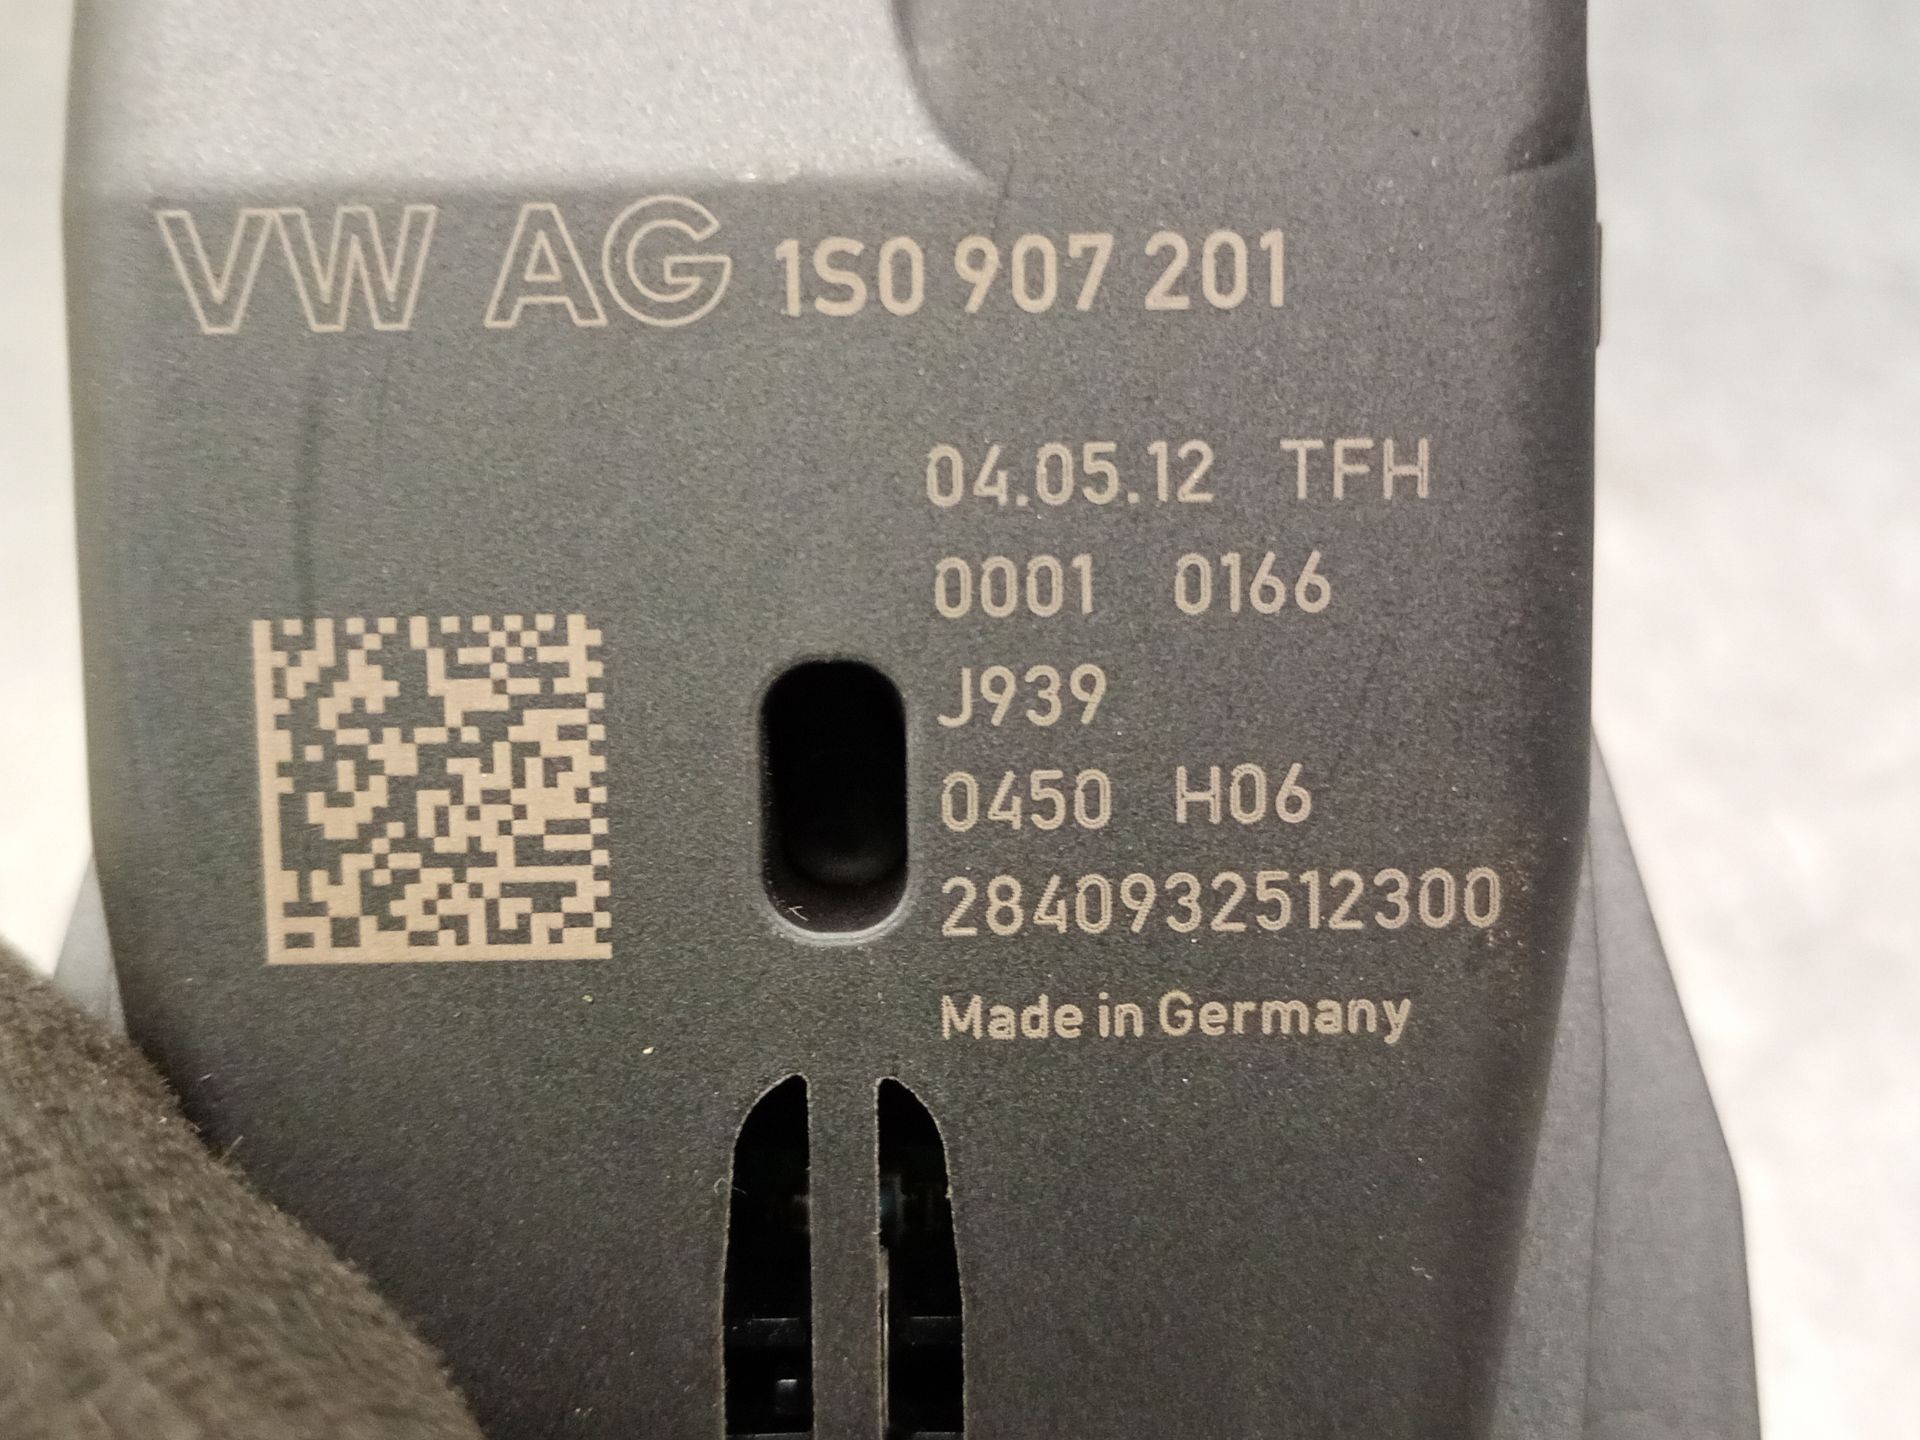 VW AG 1S0 907 201
04.05.12 TFH
0001 0166
J939
0450 H06
2840932512300
Made in Germany